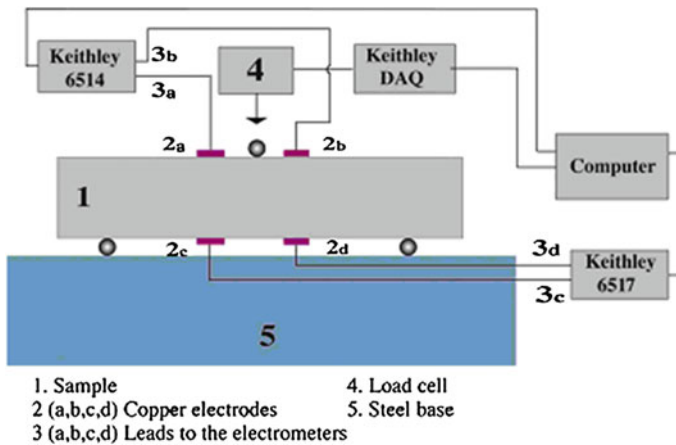 Keithley
6514
3b
3a
4
Keithley
DAQ
2a
2b
Computer
1
2c
2d
3d
3c
Keithley
6517
5
1. Sample
4. Load cell
2 (a,b,c,d) Copper electrodes
5. Steel base
3 (a,b,c,d) Leads to the electrometers